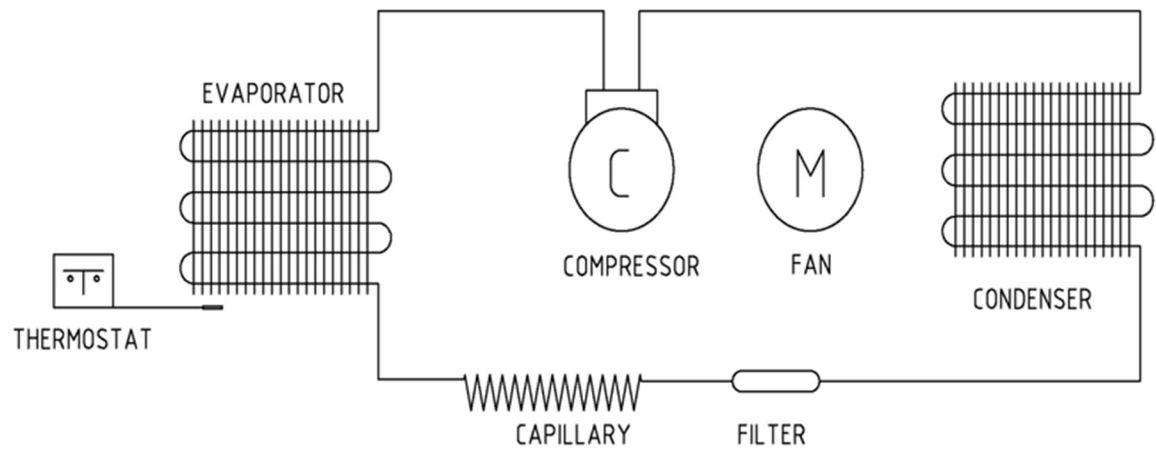 EVAPORATOR
C
M
COMPRESSOR
FAN
CONDENSER
THERMOSTAT
CAPILLARY
FILTER